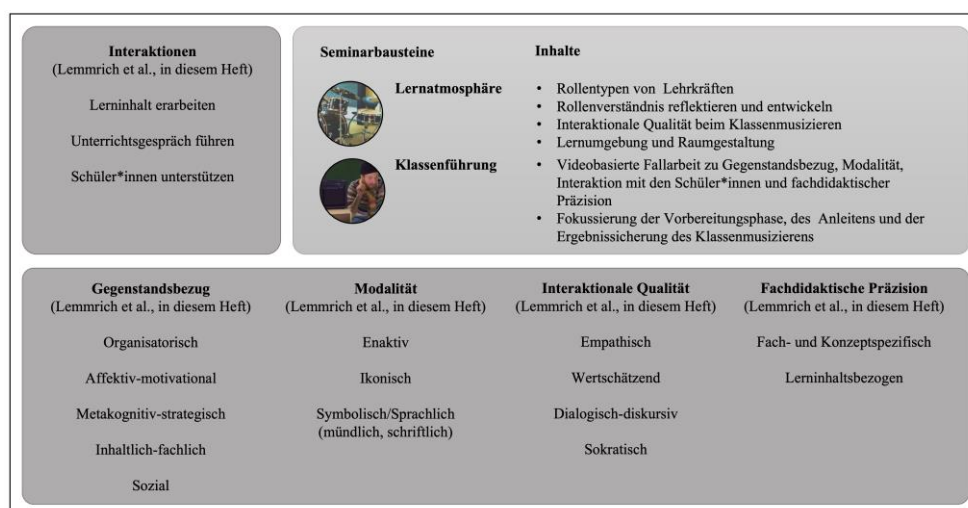 Interaktionen
(Lemmrich et al., in diesem Heft)
Lerninhalt erarbeiten
Unterrichtsgespräch führen
Schüler*innen unterstützen
Seminarbausteine
Inhalte
Lernatmosphäre
• Rollentypen von Lehrkräften
• Rollenverständnis reflektieren und entwickeln
• Interaktionale Qualität beim Klassenmusizieren
• Lernumgebung und Raumgestaltung
Klassenführung
• Videobasierte Fallarbeit zu Gegenstandsbezug, Modalität,
Interaktion mit den Schüler*innen und fachdidaktischer
Präzision
• Fokussierung der Vorbereitungsphase, des Anleitens und der
Ergebnissicherung des Klassenmusizierens
Gegenstandsbezug
(Lemmrich et al., in diesem Heft)
Organisatorisch
Affektiv-motivational
Metakognitiv-strategisch
Inhaltlich-fachlich
Sozial
Modalität
(Lemmrich et al., in diesem Heft)
Enaktiv
Ikonisch
Symbolisch/Sprachlich
(mündlich, schriftlich)
Interaktionale Qualität
(Lemmrich et al., in diesem Heft)
Empathisch
Wertschätzend
Dialogisch-diskursiv
Sokratisch
Fachdidaktische Präzision
(Lemmrich et al., in diesem Heft)
Fach- und Konzeptspezifisch
Lerninhaltsbezogen